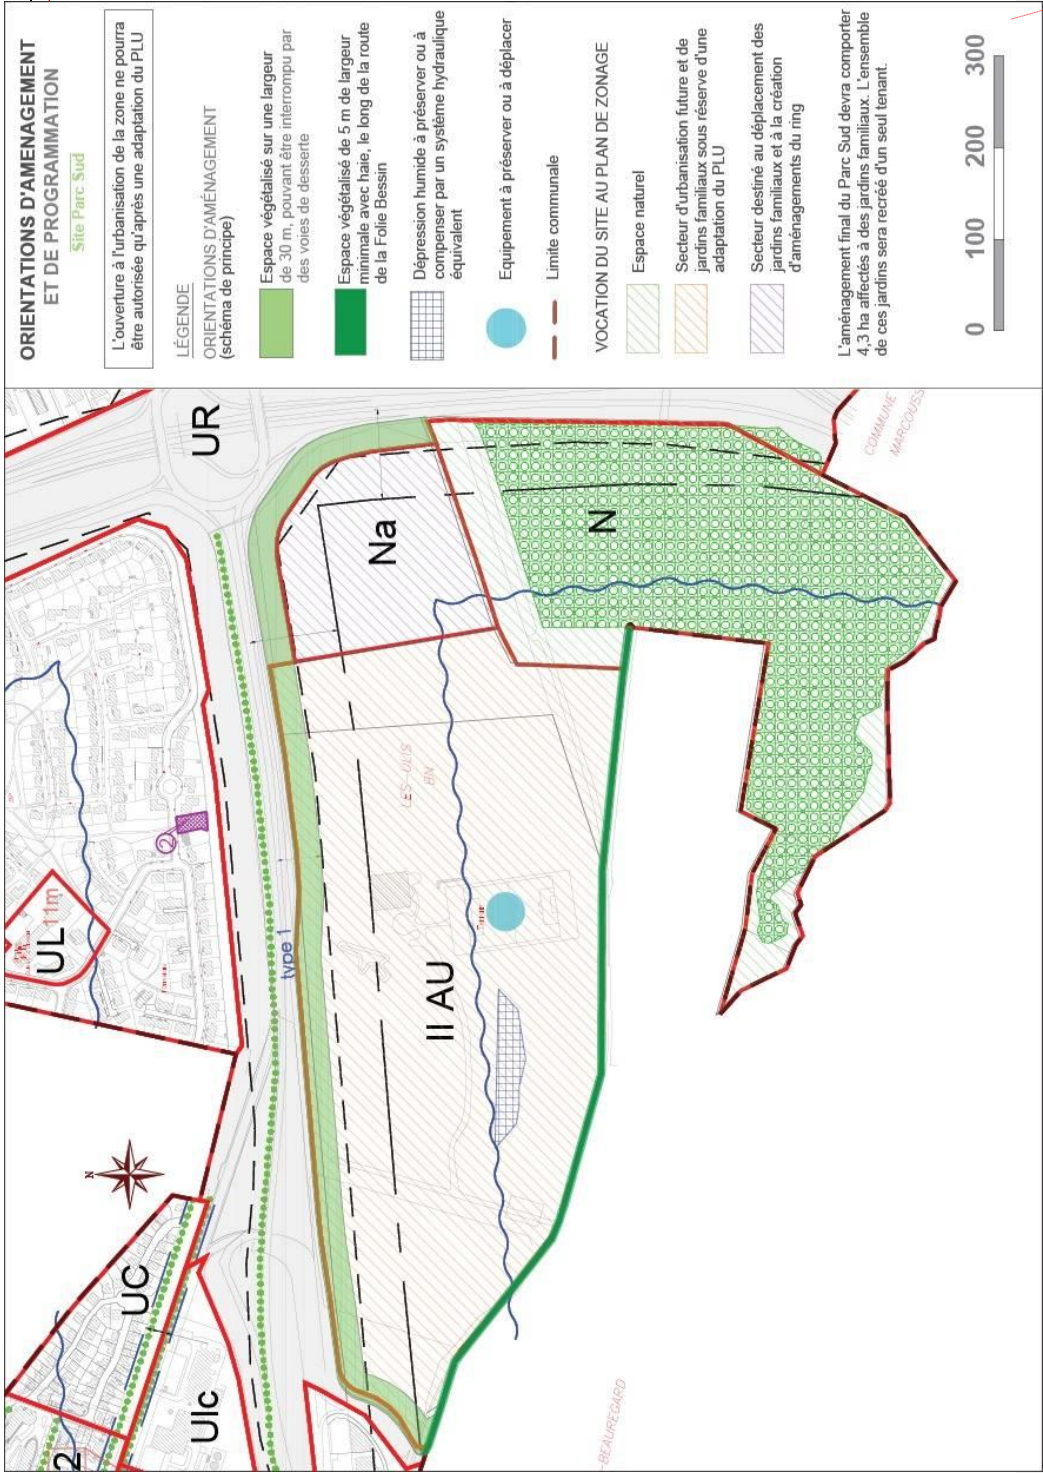 ORIENTATIONS D'AMENAGEMENT
ET DE PROGRAMMATION
Site Parc Sud
L'ouverture à l'urbanisation de la zone ne pourra
être autorisée qu'après une adaptation du PLU
LÉGENDE
ORIENTATIONS D'AMÉNAGEMENT
(schéma de principe)
Espace végétalisé sur une largeur
de 30 m, pouvant être interrompu par
des voies de desserte
Espace végétalisé de 5 m de largeur
minimale avec haie, le long de la route
de la Folie Bessin
Dépression humide à préserver ou à
compenser par un système hydraulique
équivalent
Equipement à préserver ou à déplacer
Limite communale
VOCATION DU SITE AU PLAN DE ZONAGE
Espace naturel
Secteur d'urbanisation future et de
jardins familiaux sous réserve d'une
adaptation du PLU
Secteur destiné au déplacement des
jardins familiaux et à la création
d'aménagements du ring
L'aménagement final du Parc Sud devra comporter
4,3 ha affectés à des jardins familiaux. L'ensemble
de ces jardins sera recréé d'un seul tenant.
0 100 200 300
UR
Na
N
COMMUNE
MARCOUSS
2
UL
11m
type 1
LES-ULIS
BN
II AU
N
UC
UIc
2
BEAUREGARD